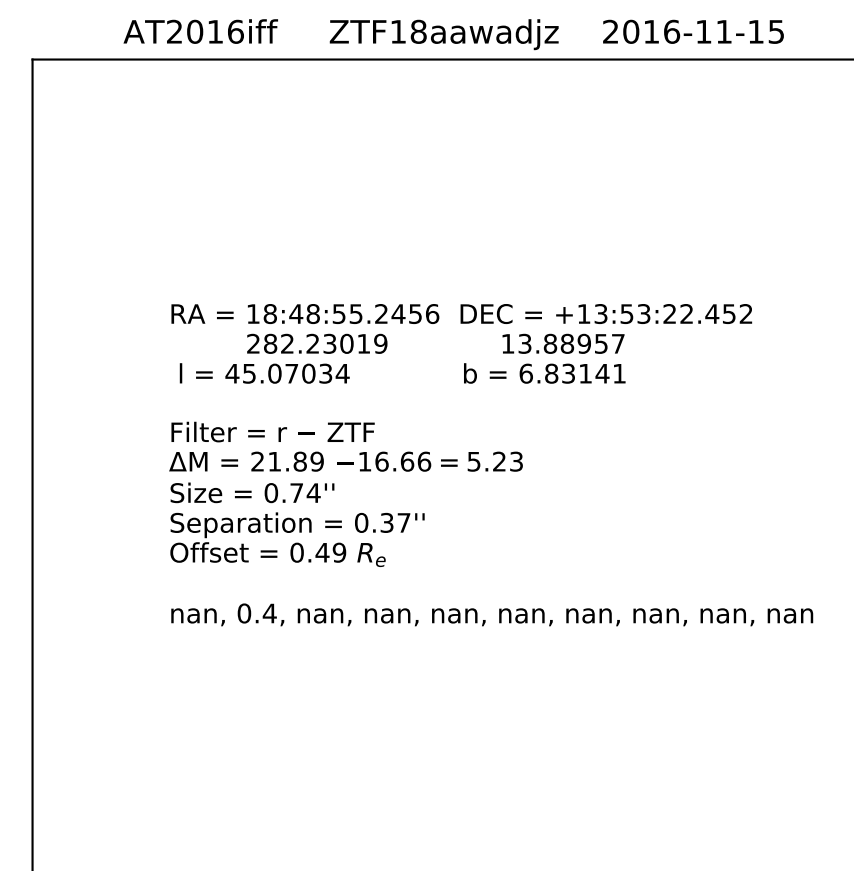 AT2016iff ZTF18aawadjz 2016-11-15
RA = 18:48:55.2456 DEC = +13:53:22.452
282.23019 13.88957
l = 45.07034 b = 6.83141
Filter = r − ZTF
ΔM = 21.89 −16.66 = 5.23
Size = 0.74''
Separation = 0.37''
Offset = 0.49 Re
nan, 0.4, nan, nan, nan, nan, nan, nan, nan, nan